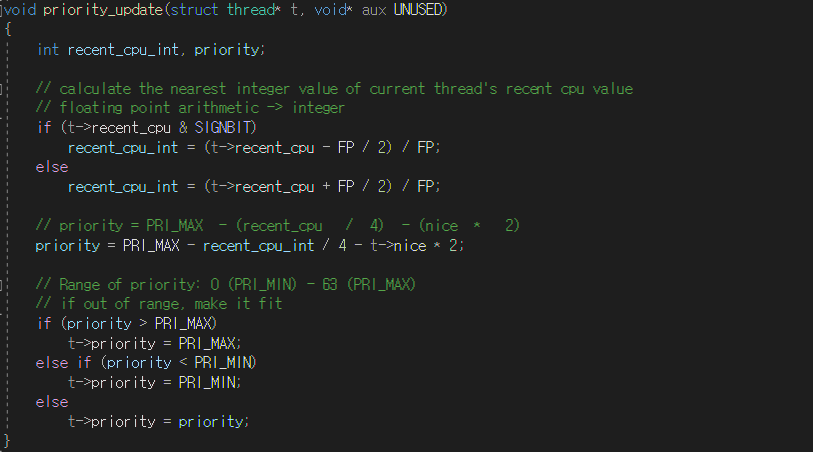 void priority_update(struct thread* t, void* aux UNUSED)
{
int recent_cpu_int, priority;
// calculate the nearest integer value of current thread's recent cpu value
// floating point arithmetic -> integer
if (t->recent_cpu & SIGNBIT)
recent_cpu_int = (t->recent_cpu - FP / 2) / FP;
else
recent_cpu_int = (t->recent_cpu + FP / 2) / FP;
// priority = PRI_MAX - (recent_cpu / 4) - (nice * 2)
priority = PRI_MAX - recent_cpu_int / 4 - t->nice * 2;
// Range of priority: 0 (PRI_MIN) - 63 (PRI_MAX)
// if out of range, make it fit
if (priority > PRI_MAX)
t->priority = PRI_MAX;
else if (priority < PRI_MIN)
t->priority = PRI_MIN;
else
t->priority = priority;
}